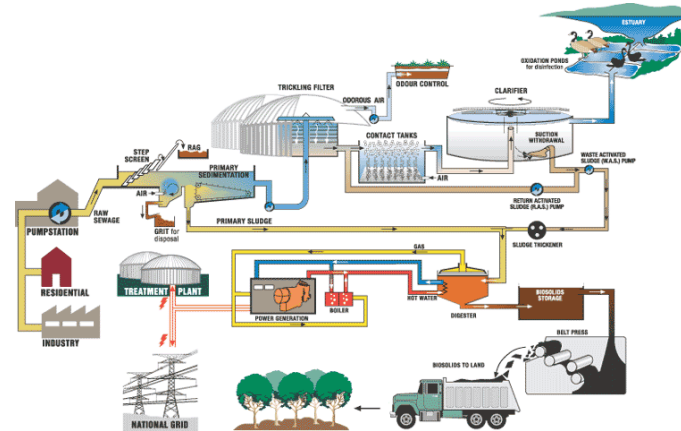 ESTUARY
OXIDATION PONDS
for disinfection
TRICKLING FILTER
ODOUR CONTROL
ODOROUS AIR
CLARIFIER
STEP
SCREEN
RAG
CONTACT TANKS
SUCTION
WITHDRAWAL
WASTE ACTIVATED
SLUDGE (W.A.S.) PUMP
PRIMARY
SEDIMENTATION
AIR
AIR
RETURN ACTIVATED
SLUDGE (R.A.S.) PUMP
RAW
SEWAGE
PUMPSTATION
GRIT for
disposal
PRIMARY SLUDGE
SLUDGE THICKENER
GAS
RESIDENTIAL
TREATMENT PLANT
HOT WATER
BIOSOLIDS
STORAGE
POWER GENERATION
BOILER
DIGESTER
INDUSTRY
BELT PRESS
BIOSOLIDS TO LAND
NATIONAL GRID